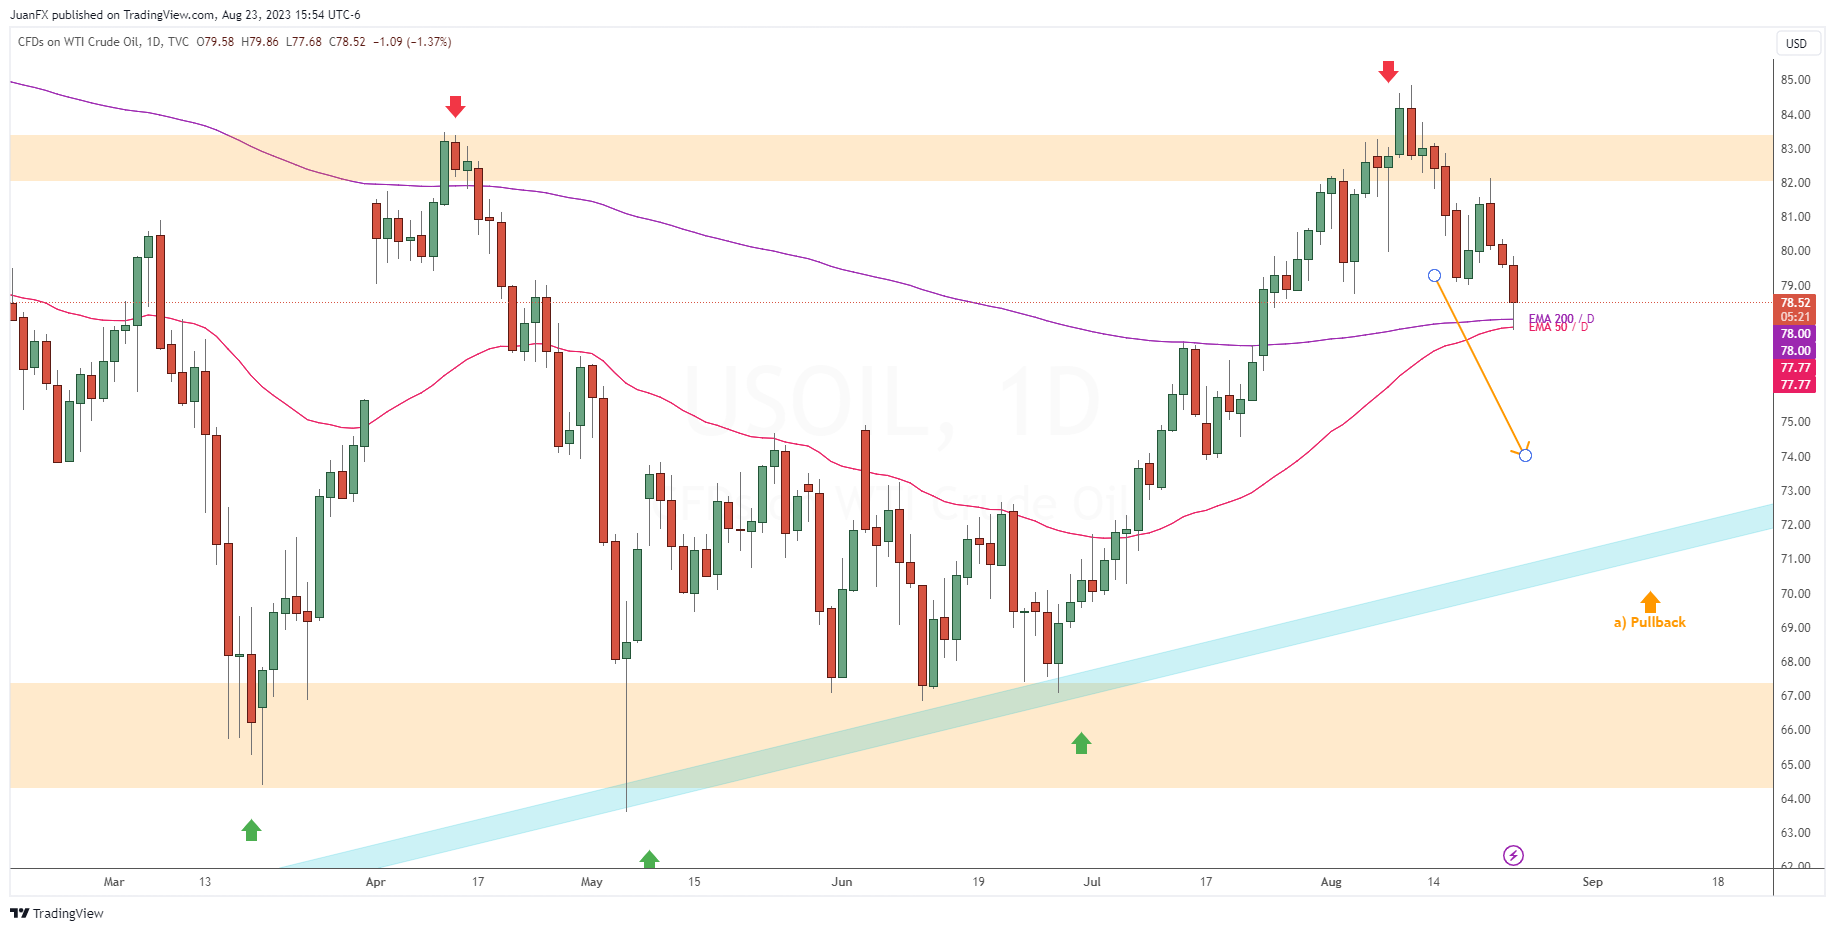 JuanFX published on TradingView.com, Aug 23, 2023 15:54 UTC-6
CFDs on WTI Crude Oil, 1D, TVC O79.58 H79.86 L77.68 C78.52 −1.09 (−1.37%)
USD
85.00
84.00
83.00
82.00
81.00
80.00
79.00
78.52
05:21
EMA 200 / D
EMA 50 / D
78.00
78.00
77.77
77.77
USOIL, 1D
75.00
74.00
73.00
CFDs on WTI Crude Oil
72.00
71.00
70.00
a) Pullback
69.00
68.00
67.00
66.00
65.00
64.00
63.00
62.00
Mar 13 Apr 17 May 15 Jun 19 Jul 17 Aug 14 Sep 18
TradingView